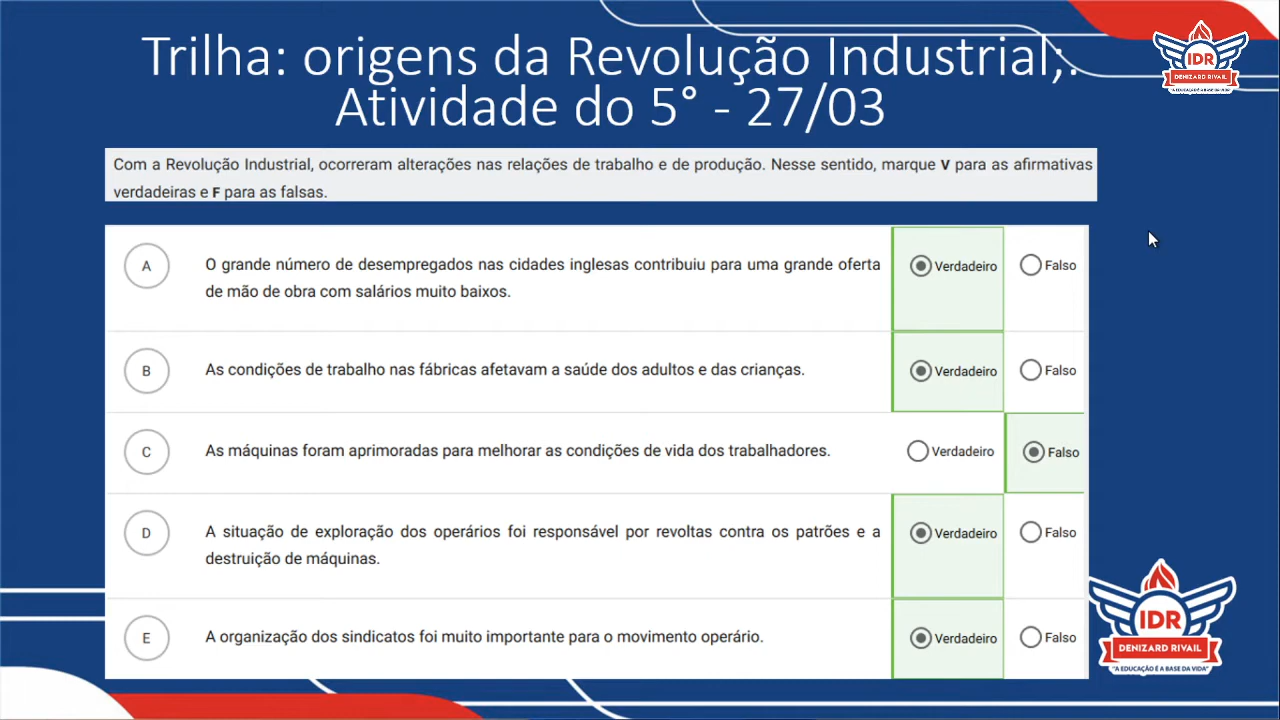 Trilha: origens da Revolução Industrial;.
Atividade do 5° - 27/03
IDR
DENIZARD RIVAIL
"A EDUCAÇÃO É A BASE DA VIDA"
Com a Revolução Industrial, ocorreram alterações nas relações de trabalho e de produção. Nesse sentido, marque V para as afirmativas
verdadeiras e F para as falsas.
A
O grande número de desempregados nas cidades inglesas contribuiu para uma grande oferta
de mão de obra com salários muito baixos.
Verdadeiro
Falso
B
As condições de trabalho nas fábricas afetavam a saúde dos adultos e das crianças.
Verdadeiro
Falso
C
As máquinas foram aprimoradas para melhorar as condições de vida dos trabalhadores.
Verdadeiro
Falso
D
A situação de exploração dos operários foi responsável por revoltas contra os patrões e a
destruição de máquinas.
Verdadeiro
Falso
E
A organização dos sindicatos foi muito importante para o movimento operário.
Verdadeiro
Falso
IDR
DENIZARD RIVAIL
"A EDUCAÇÃO É A BASE DA VIDA"